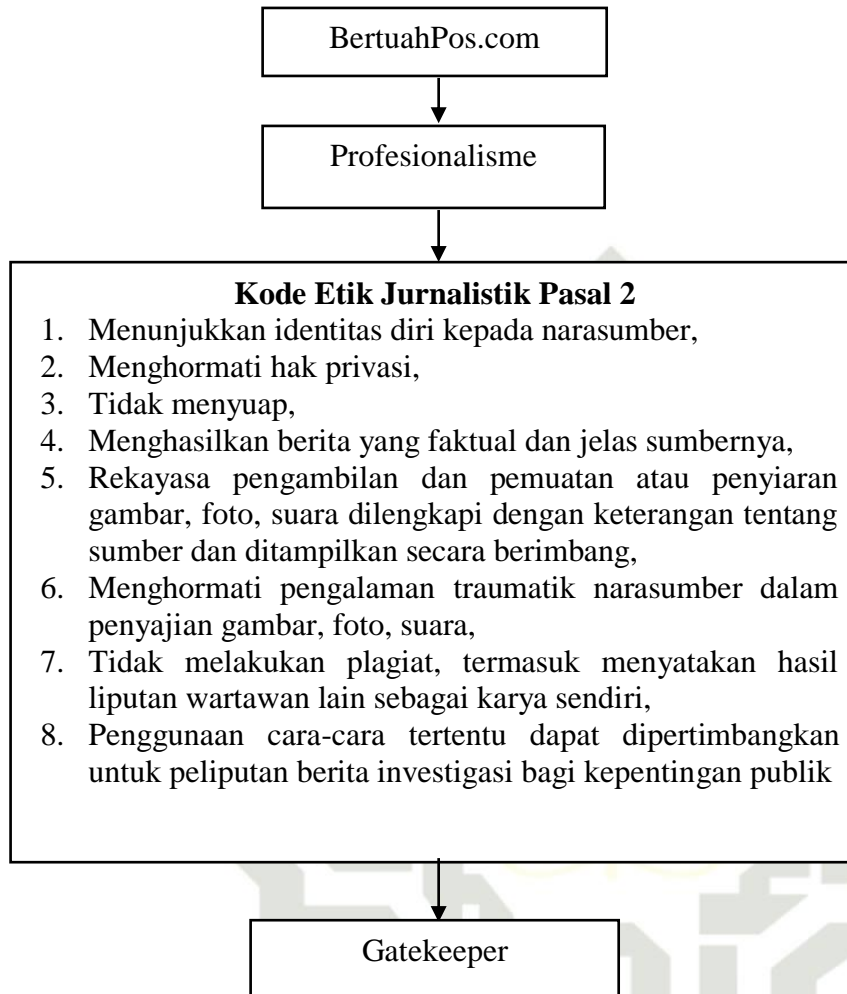 BertuahPos.com
Profesionalisme
Kode Etik Jurnalistik Pasal 2
1. Menunjukkan identitas diri kepada narasumber,
2. Menghormati hak privasi,
3. Tidak menyuap,
4. Menghasilkan berita yang faktual dan jelas sumbernya,
5. Rekayasa pengambilan dan pemuatan atau penyiaran
gambar, foto, suara dilengkapi dengan keterangan tentang
sumber dan ditampilkan secara berimbang,
6. Menghormati pengalaman traumatik narasumber dalam
penyajian gambar, foto, suara,
7. Tidak melakukan plagiat, termasuk menyatakan hasil
liputan wartawan lain sebagai karya sendiri,
8. Penggunaan cara-cara tertentu dapat dipertimbangkan
untuk peliputan berita investigasi bagi kepentingan publik
Gatekeeper